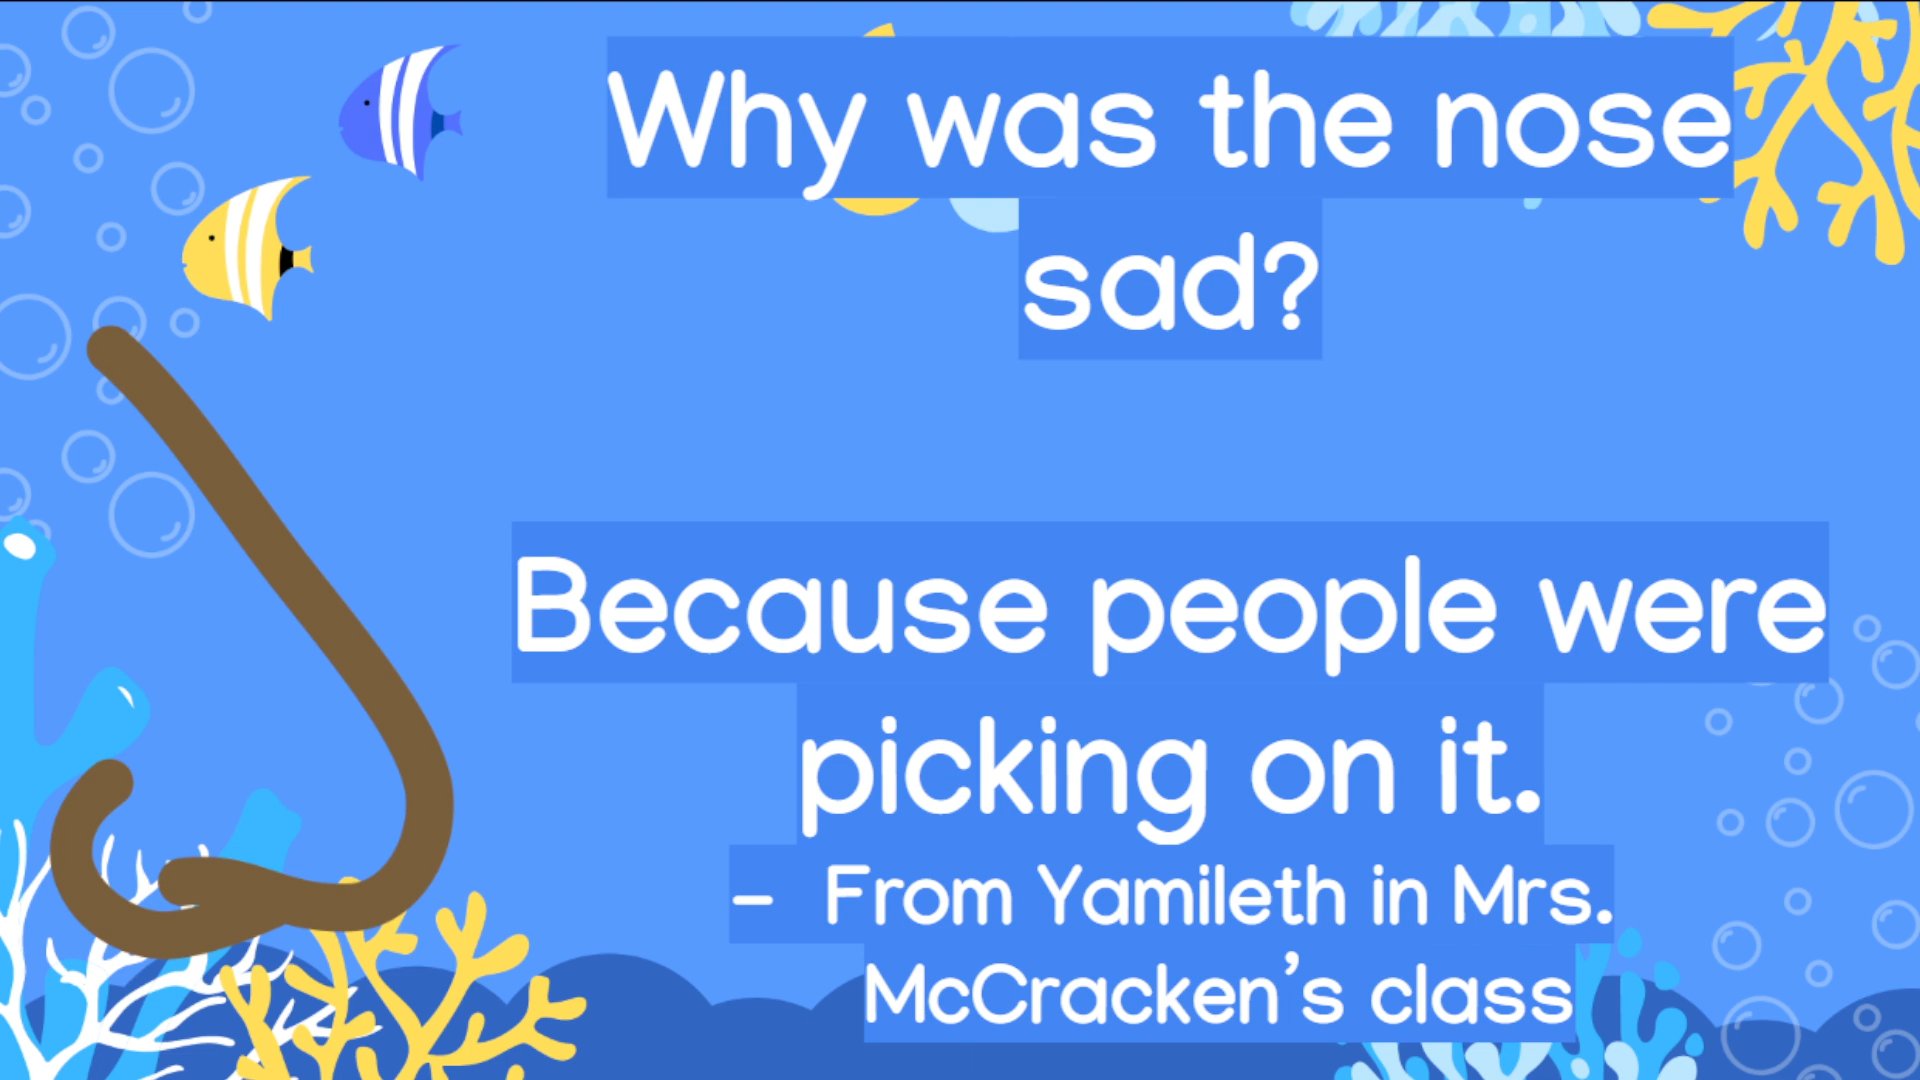 Why was the nose
sad?
Because people were
picking on it.
- From Yamileth in Mrs.
McCracken's class